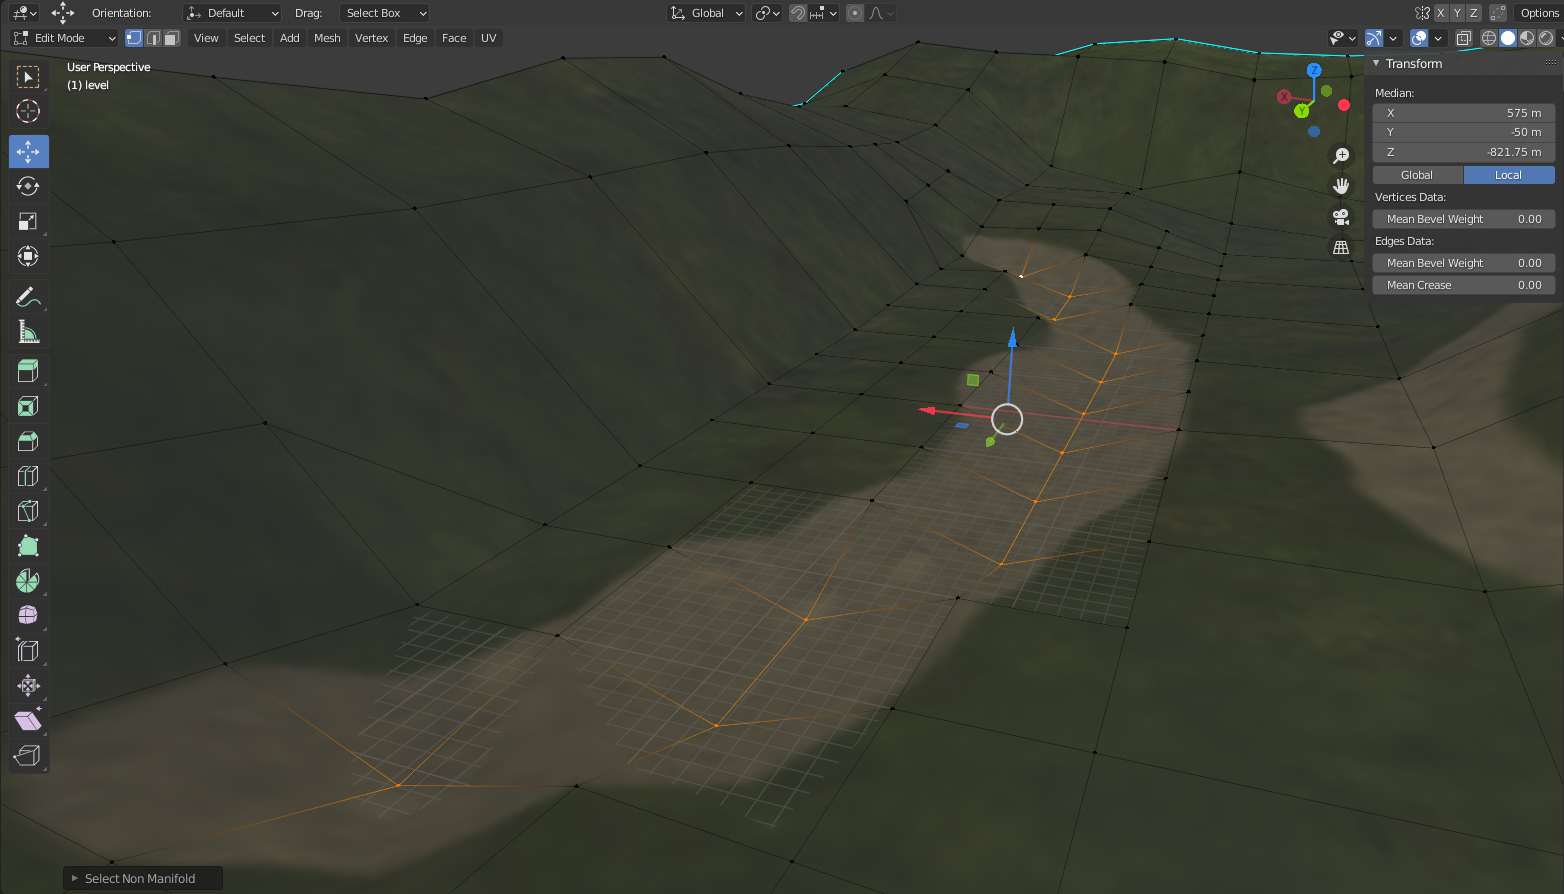 Orientation: Default Drag: Select Box Global X Y Z Options
Edit Mode View Select Add Mesh Vertex Edge Face UV
User Perspective
(1) level
Z
X
Y
Transform
Median:
X 575 m
Y -50 m
Z -821.75 m
Global Local
Vertices Data:
Mean Bevel Weight 0.00
Edges Data:
Mean Bevel Weight 0.00
Mean Crease 0.00
Select Non Manifold